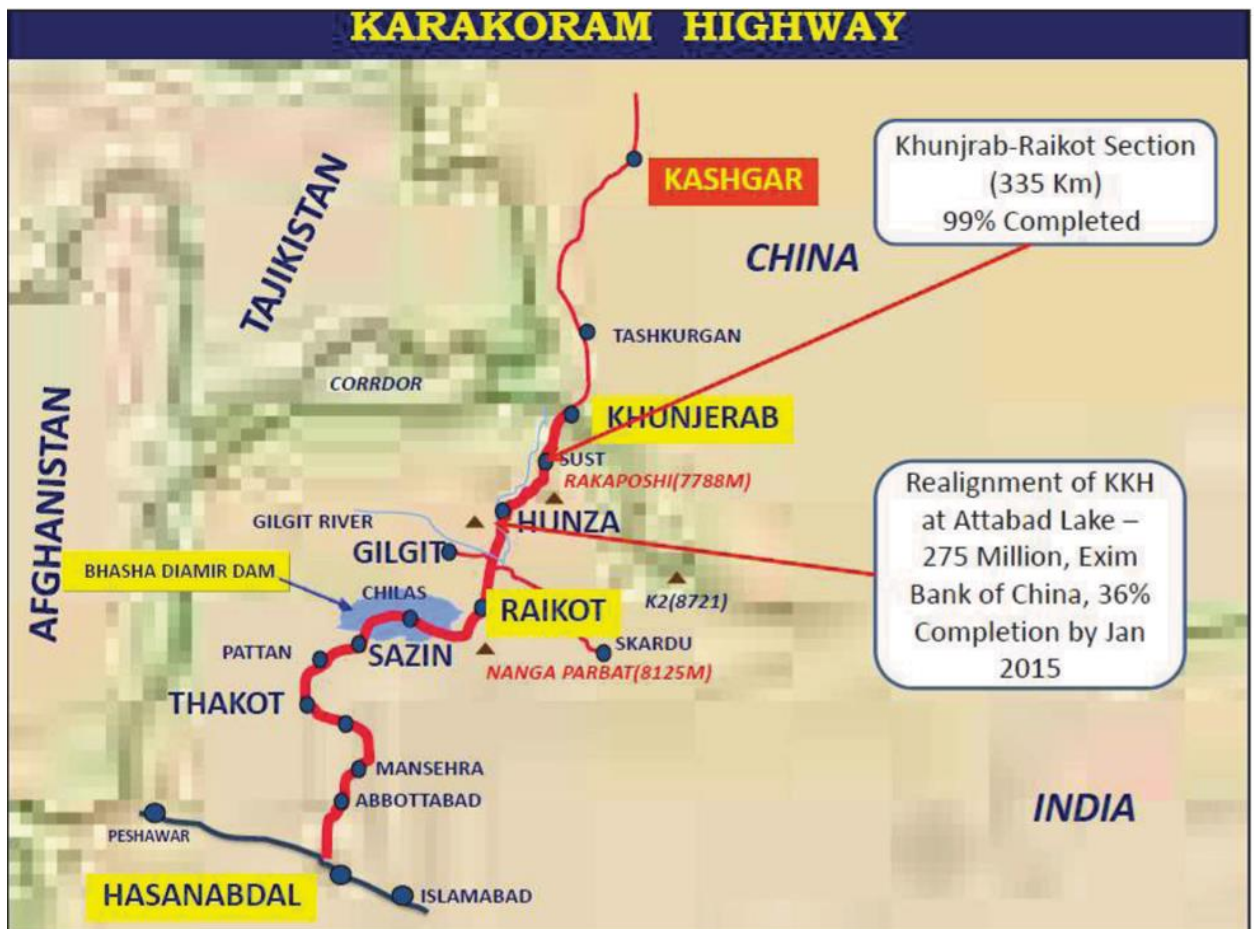 KARAKORAM HIGHWAY
KASHGAR
Khunjrab-Raikot Section
(335 Km)
99% Completed
TAJIKISTAN
CHINA
TASHKURGAN
CORRDOR
KHUNJERAB
SUST
RAKAPOSHI(7788M)
AFGHANISTAN
Realignment of KKH
at Attabad Lake –
275 Million, Exim
Bank of China, 36%
Completion by Jan
2015
GILGIT RIVER
HUNZA
GILGIT
BHASHA DIAMIR DAM
CHILAS
RAIKOT
K2(8721)
PATTAN
SAZIN
SKARDU
NANGA PARBAT(8125M)
THAKOT
MANSEHRA
ABBOTTABAD
INDIA
PESHAWAR
HASANABDAL
ISLAMABAD